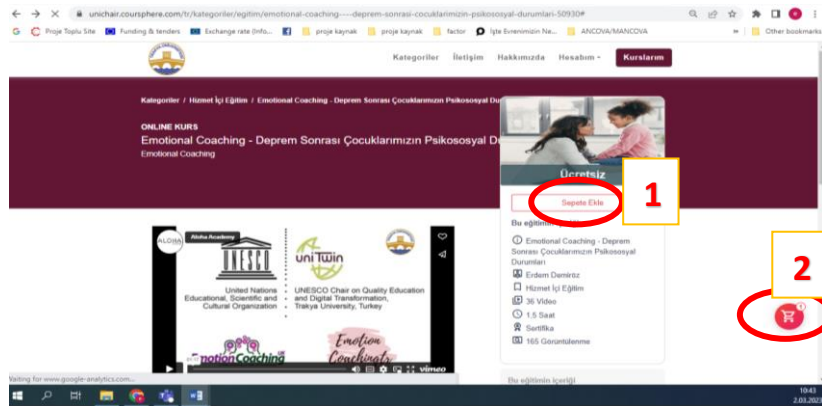 unichair.coursphere.com/tr/kategoriler/egitim/emotional-coaching----deprem-sonrasi-cocuklarimizin-psikososyal-durumlari-50930#
Proje Toplu Site
Funding & tenders
Exchange rate (Info...
proje kaynak
proje kaynak
factor
İşte Evrenimizin Ne...
ANCOVA/MANCOVA
Other bookmarks
Kategoriler
İletişim
Hakkımızda
Hesabım
Kurslarım
Kategoriler / Hizmet İçi Eğitim / Emotional Coaching - Deprem Sonrası Çocuklarımızın Psikososyal Du
ONLINE KURS
Emotional Coaching - Deprem Sonrası Çocuklarımızın Psikososyal D
Emotional Coaching
Ücretsiz
Sepete Ekle
1
Bu eğitimin
Emotional Coaching - Deprem
Sonrası Çocuklarımızın Psikososyal
Durumları
Erdem Demiröz
Hizmet İçi Eğitim
36 Video
1.5 Saat
Sertifika
165 Görüntülenme
Bu eğitimin içeriği
2
1
ALOHA
Aloha Academy
UNESCO
uniTwin
United Nations
Educational, Scientific and
Cultural Organization
UNESCO Chair on Quality Education
and Digital Transformation,
Trakya University, Turkey
motion Coaching
Emotion
Coachingtr
vimeo
Waiting for www.google-analytics.com...
10:43
2.03.2023